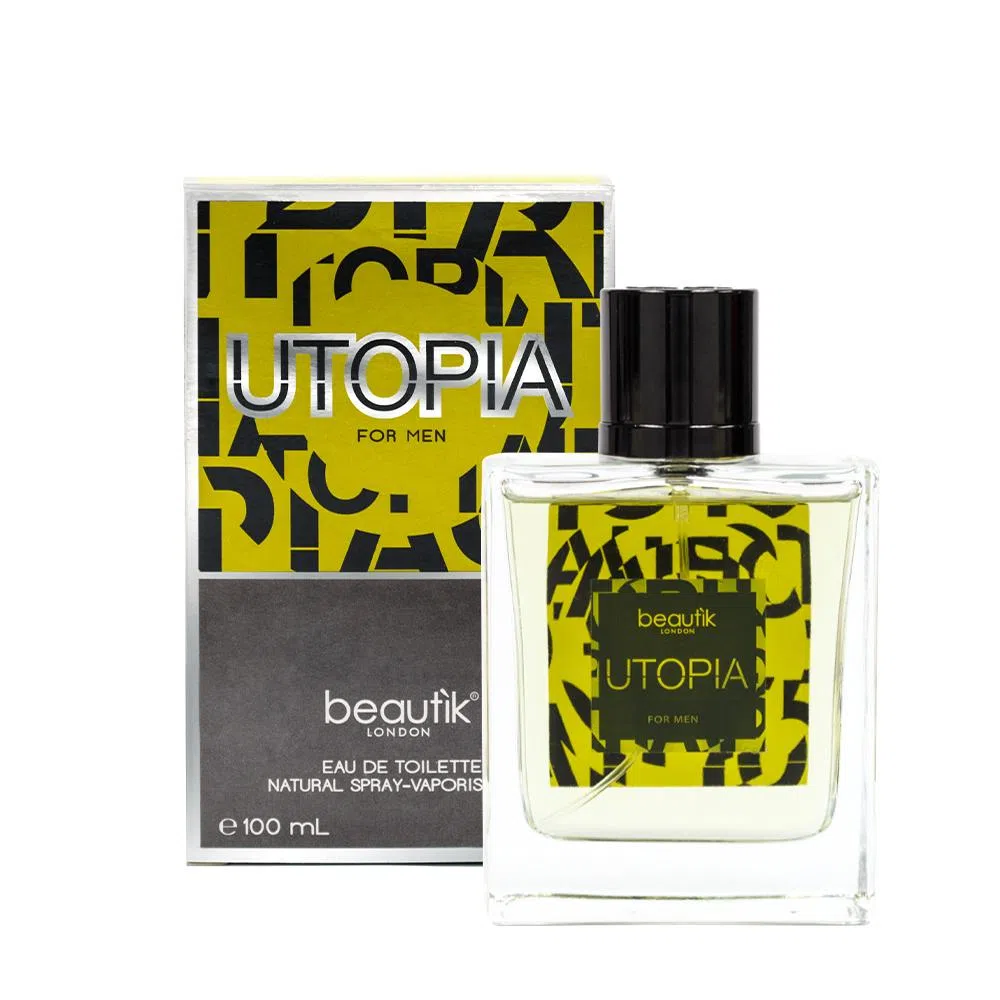 UTOPIA
FOR MEN
beautìk®
LONDON
EAU DE TOILETTE
NATURAL SPRAY-VAPORIS
℮ 100 mL
beautìk
LONDON
UTOPIA
FOR MEN